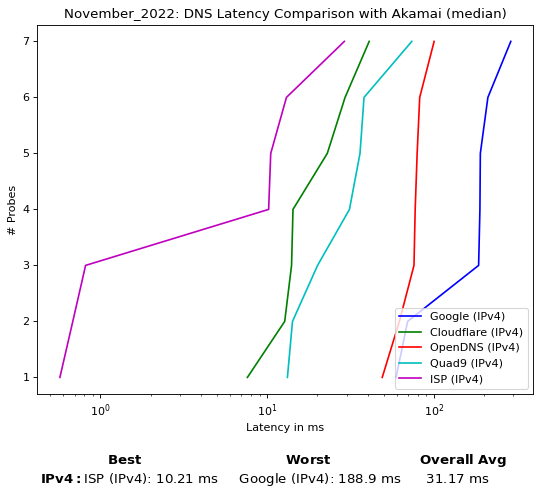 November_2022: DNS Latency Comparison with Akamai (median)
# Probes
7
6
5
4
3
2
1
Google (IPv4)
Cloudflare (IPv4)
OpenDNS (IPv4)
Quad9 (IPv4)
ISP (IPv4)
10⁰ 10¹ 10²
Latency in ms
Best Worst Overall Avg
IPv4: ISP (IPv4): 10.21 ms Google (IPv4): 188.9 ms 31.17 ms